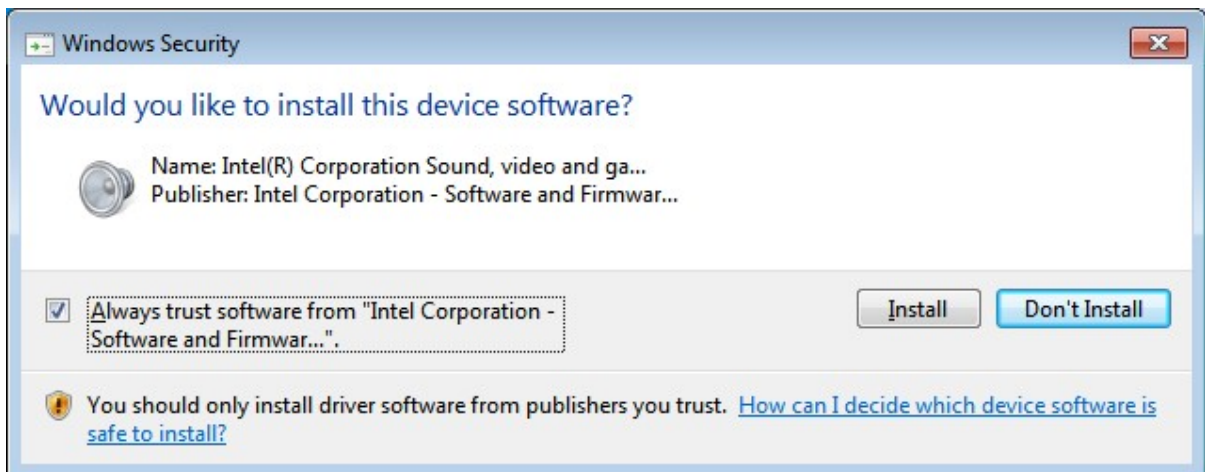 Windows Security
Would you like to install this device software?
Name: Intel(R) Corporation Sound, video and ga...
Publisher: Intel Corporation - Software and Firmwar...
Always trust software from "Intel Corporation -
Software and Firmwar...".
Install
Don't Install
You should only install driver software from publishers you trust. How can I decide which device software is
safe to install?